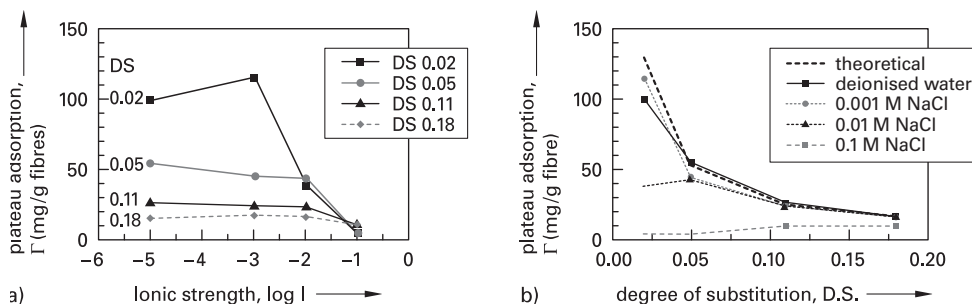 plateau adsorption,
Γ (mg/g fibres)
150
100
50
0
DS
0.02
0.05
0.11
0.18
DS 0.02
DS 0.05
DS 0.11
DS 0.18
−6
−5
−4
−3
−2
−1
0
a)
Ionic strength, log I
plateau adsorption,
Γ (mg/g fibre)
150
100
50
0
theoretical
deionised water
0.001 M NaCl
0.01 M NaCl
0.1 M NaCl
0.00
0.05
0.10
0.15
0.20
b)
degree of substitution, D.S.